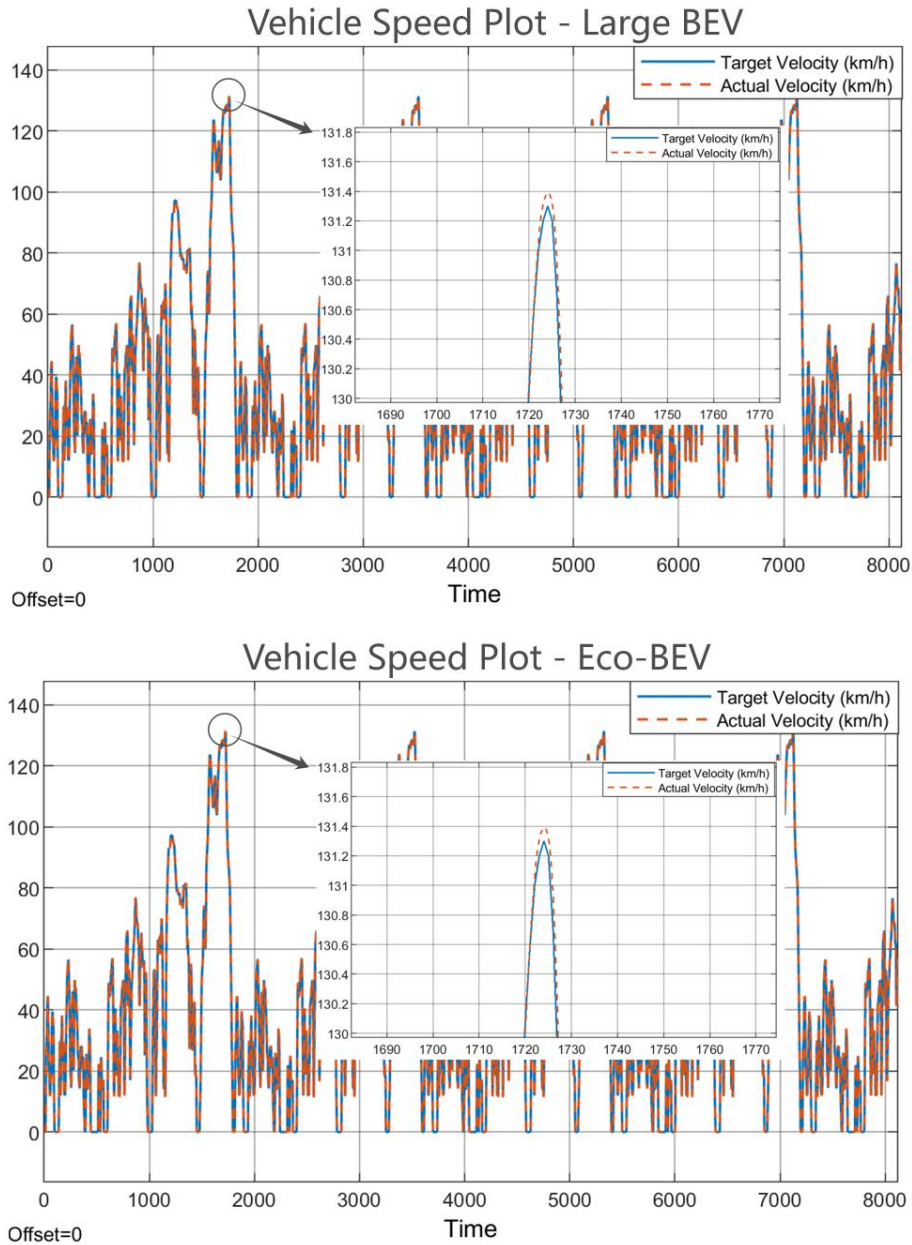 Vehicle Speed Plot - Large BEV
Target Velocity (km/h)
Actual Velocity (km/h)
140
120
100
80
60
40
20
0
131.8
131.6
131.4
131.2
131
130.8
130.6
130.4
130.2
130
Target Velocity (km/h)
Actual Velocity (km/h)
1690 1700 1710 1720 1730 1740 1750 1760 1770
0 1000 2000 3000 4000 5000 6000 7000 8000
Time
Offset=0
Vehicle Speed Plot - Eco-BEV
Target Velocity (km/h)
Actual Velocity (km/h)
140
120
100
80
60
40
20
0
131.8
131.6
131.4
131.2
131
130.8
130.6
130.4
130.2
130
Target Velocity (km/h)
Actual Velocity (km/h)
1690 1700 1710 1720 1730 1740 1750 1760 1770
0 1000 2000 3000 4000 5000 6000 7000 8000
Time
Offset=0